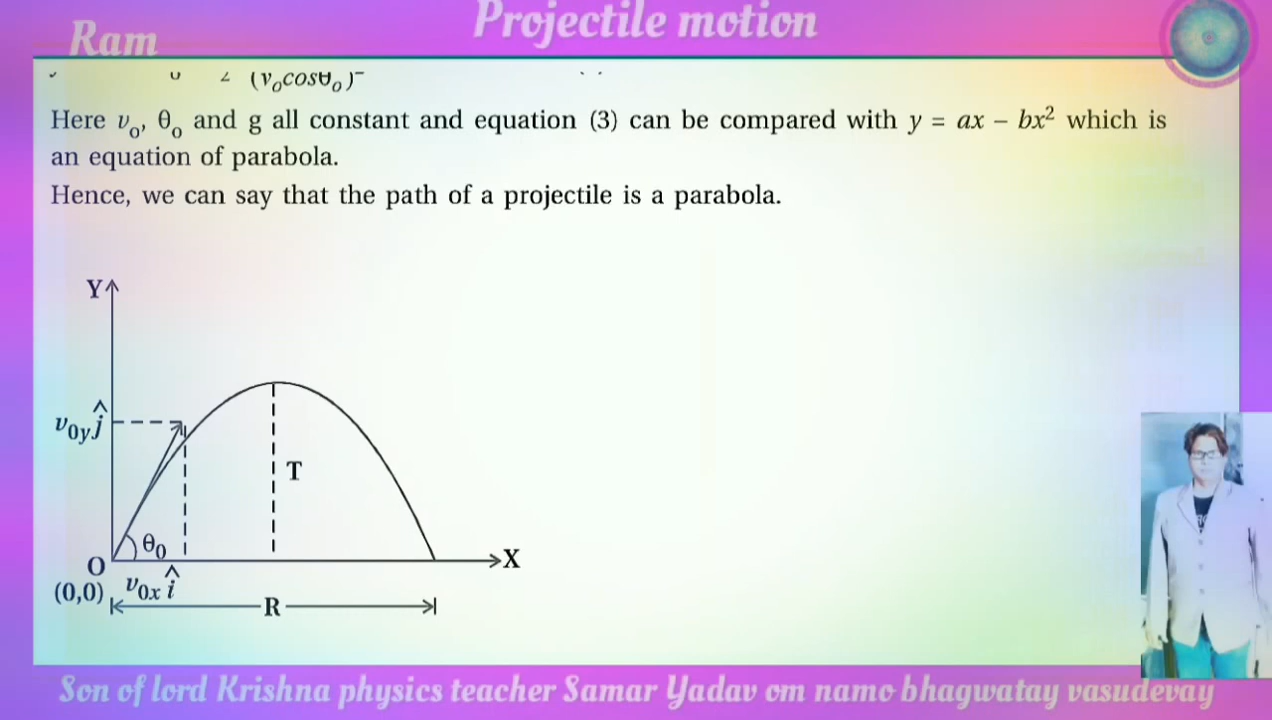 Projectile motion
Ram
(v₀cosθ₀)
Here v₀, θ₀ and g all constant and equation (3) can be compared with y = ax − bx² which is
an equation of parabola.
Hence, we can say that the path of a projectile is a parabola.
Y
v₀yĵ
T
θ₀
O
X
(0,0)
v₀x î
R
Son of lord Krishna physics teacher Samar Yadav om namo bhagwatay vasudevay